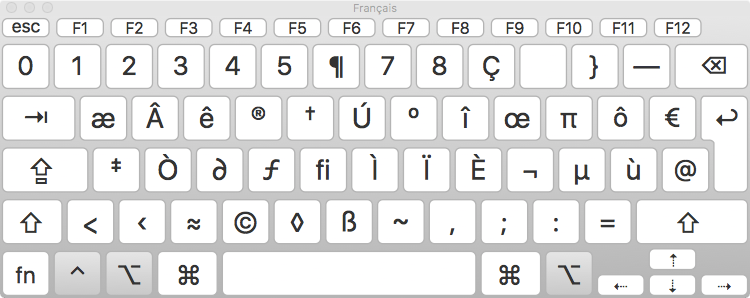 Français
esc F1 F2 F3 F4 F5 F6 F7 F8 F9 F10 F11 F12
0 1 2 3 4 5 ¶ 7 8 Ç } — ⌫
⇥ æ Â ê ® † Ú º î œ π ô € ↩
⇪ ‡ Ò ∂ ƒ fi Ì Ï È ¬ µ ù @
⇧ < ‹ ≈ © ◊ ß ~ , ; : = ⇧
fn ^ ⌥ ⌘ ⌘ ⌥ ⇠ ⇡ ⇣ ⇢